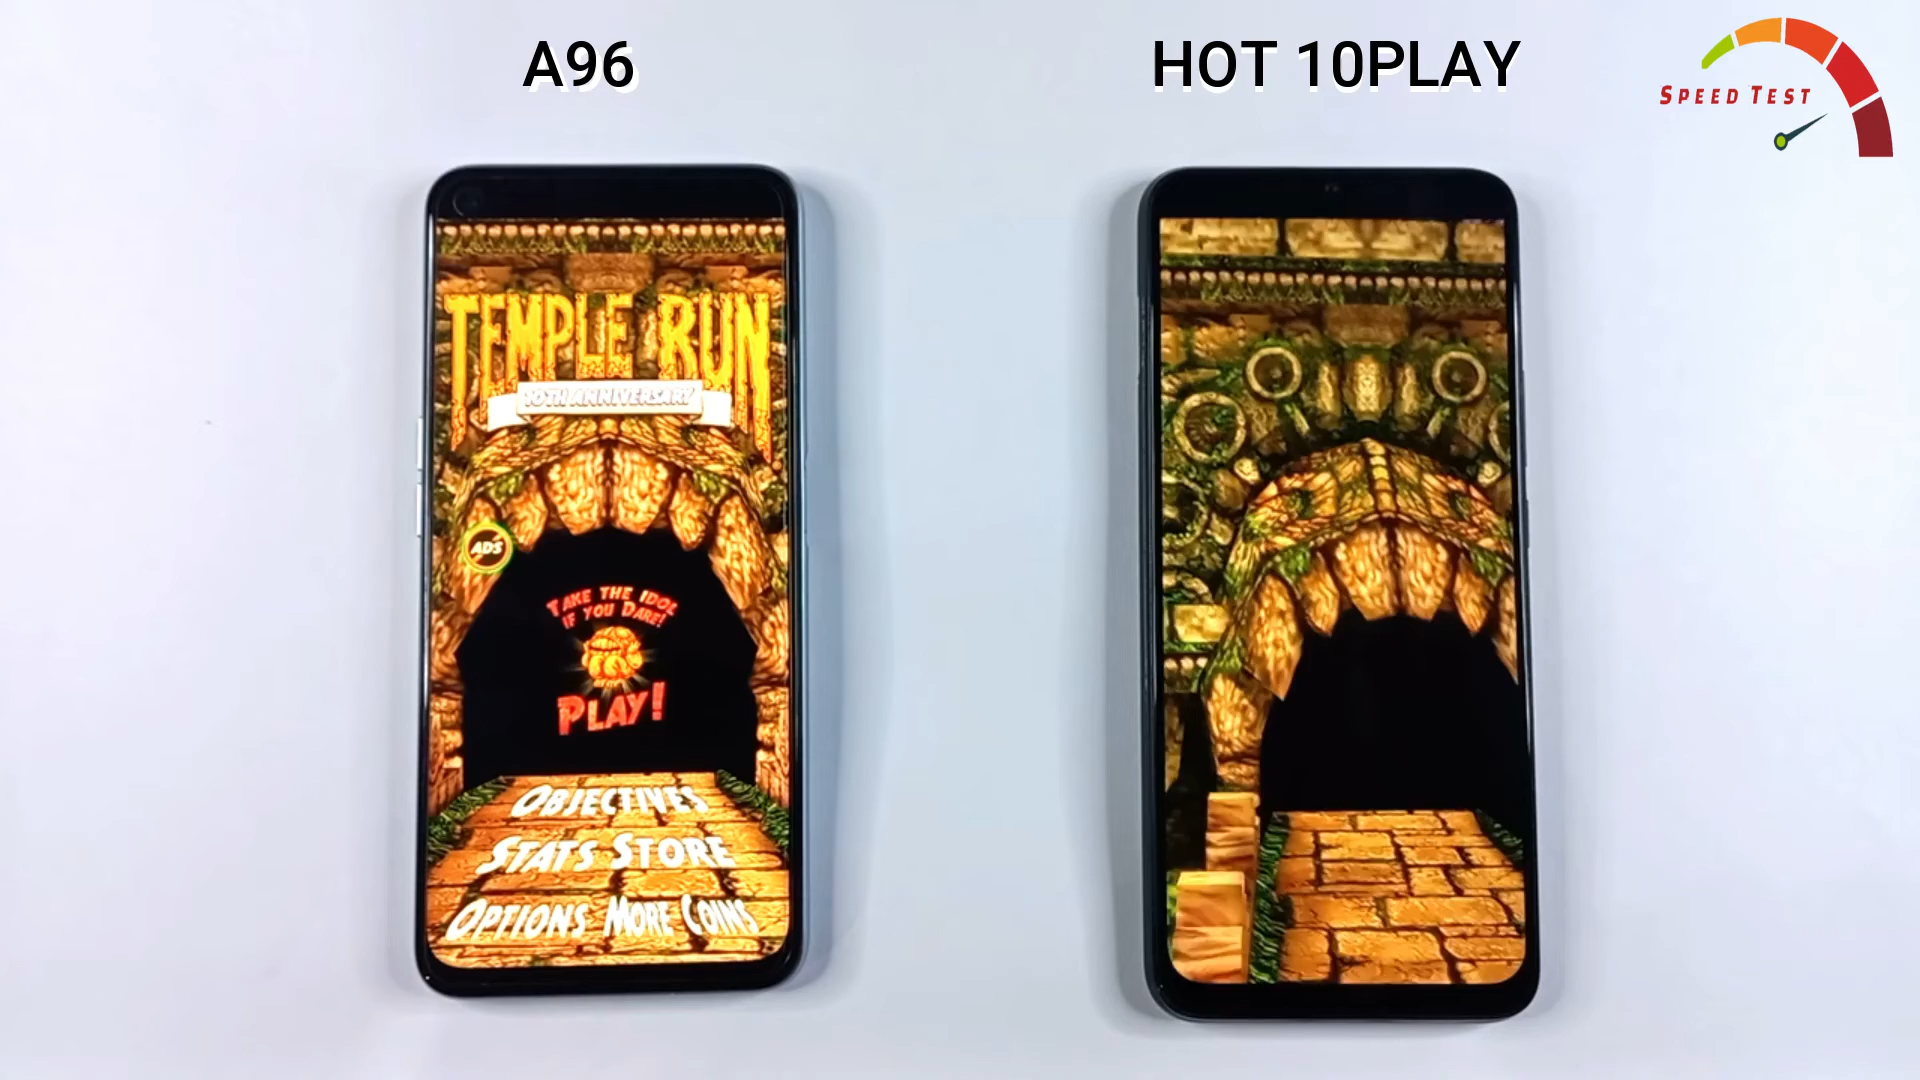 A96
HOT 10PLAY
SPEED TEST
TEMPLE RUN
10TH ANNIVERSARY
ADS
TAKE THE IDOL
IF YOU DARE!
PLAY!
OBJECTIVES
STATS STORE
OPTIONS MORE COINS